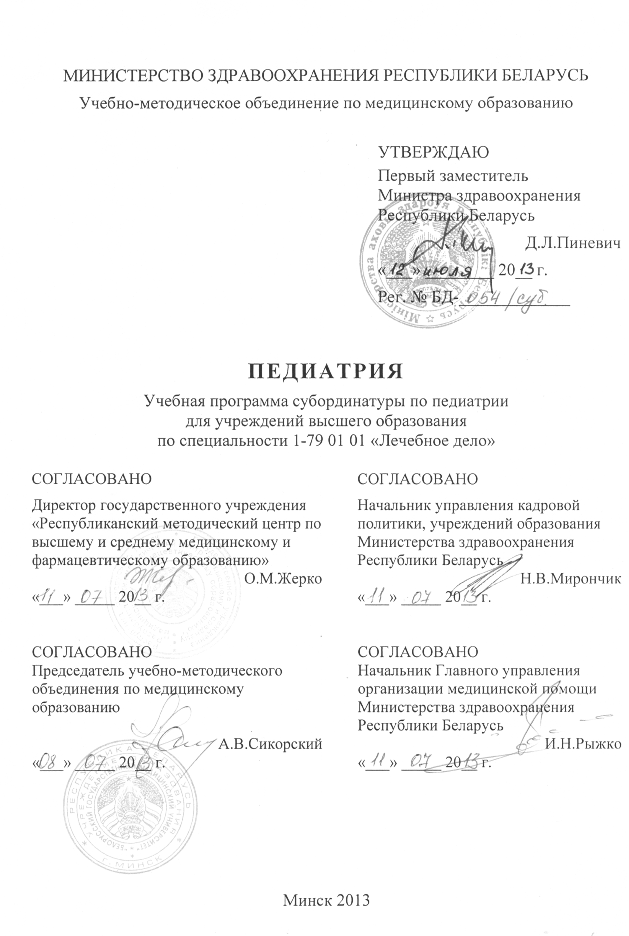 МИНИСТЕРСТВО ЗДРАВООХРАНЕНИЯ РЕСПУБЛИКИ БЕЛАРУСЬ
Учебно-методическое объединение по медицинскому образованию
УТВЕРЖДАЮ
Первый заместитель
Министра здравоохранения
Республики Беларусь
Д.Л.Пиневич
«12» июля 2013 г.
Рег. № БД- 054 /суб.
ПЕДИАТРИЯ
Учебная программа субординатуры по педиатрии
для учреждений высшего образования
по специальности 1-79 01 01 «Лечебное дело»
СОГЛАСОВАНО
Директор государственного учреждения
«Республиканский методический центр по
высшему и среднему медицинскому и
фармацевтическому образованию»
О.М.Жерко
«11» 07 2013 г.
СОГЛАСОВАНО
Начальник управления кадровой
политики, учреждений образования
Министерства здравоохранения
Республики Беларусь
Н.В.Мирончик
«11» 07 2013 г.
СОГЛАСОВАНО
Председатель учебно-методического
объединения по медицинскому
образованию
А.В.Сикорский
«08» 07 2013 г.
СОГЛАСОВАНО
Начальник Главного управления
организации медицинской помощи
Министерства здравоохранения
Республики Беларусь
И.Н.Рыжко
«11» 07 2013 г.
Минск 2013